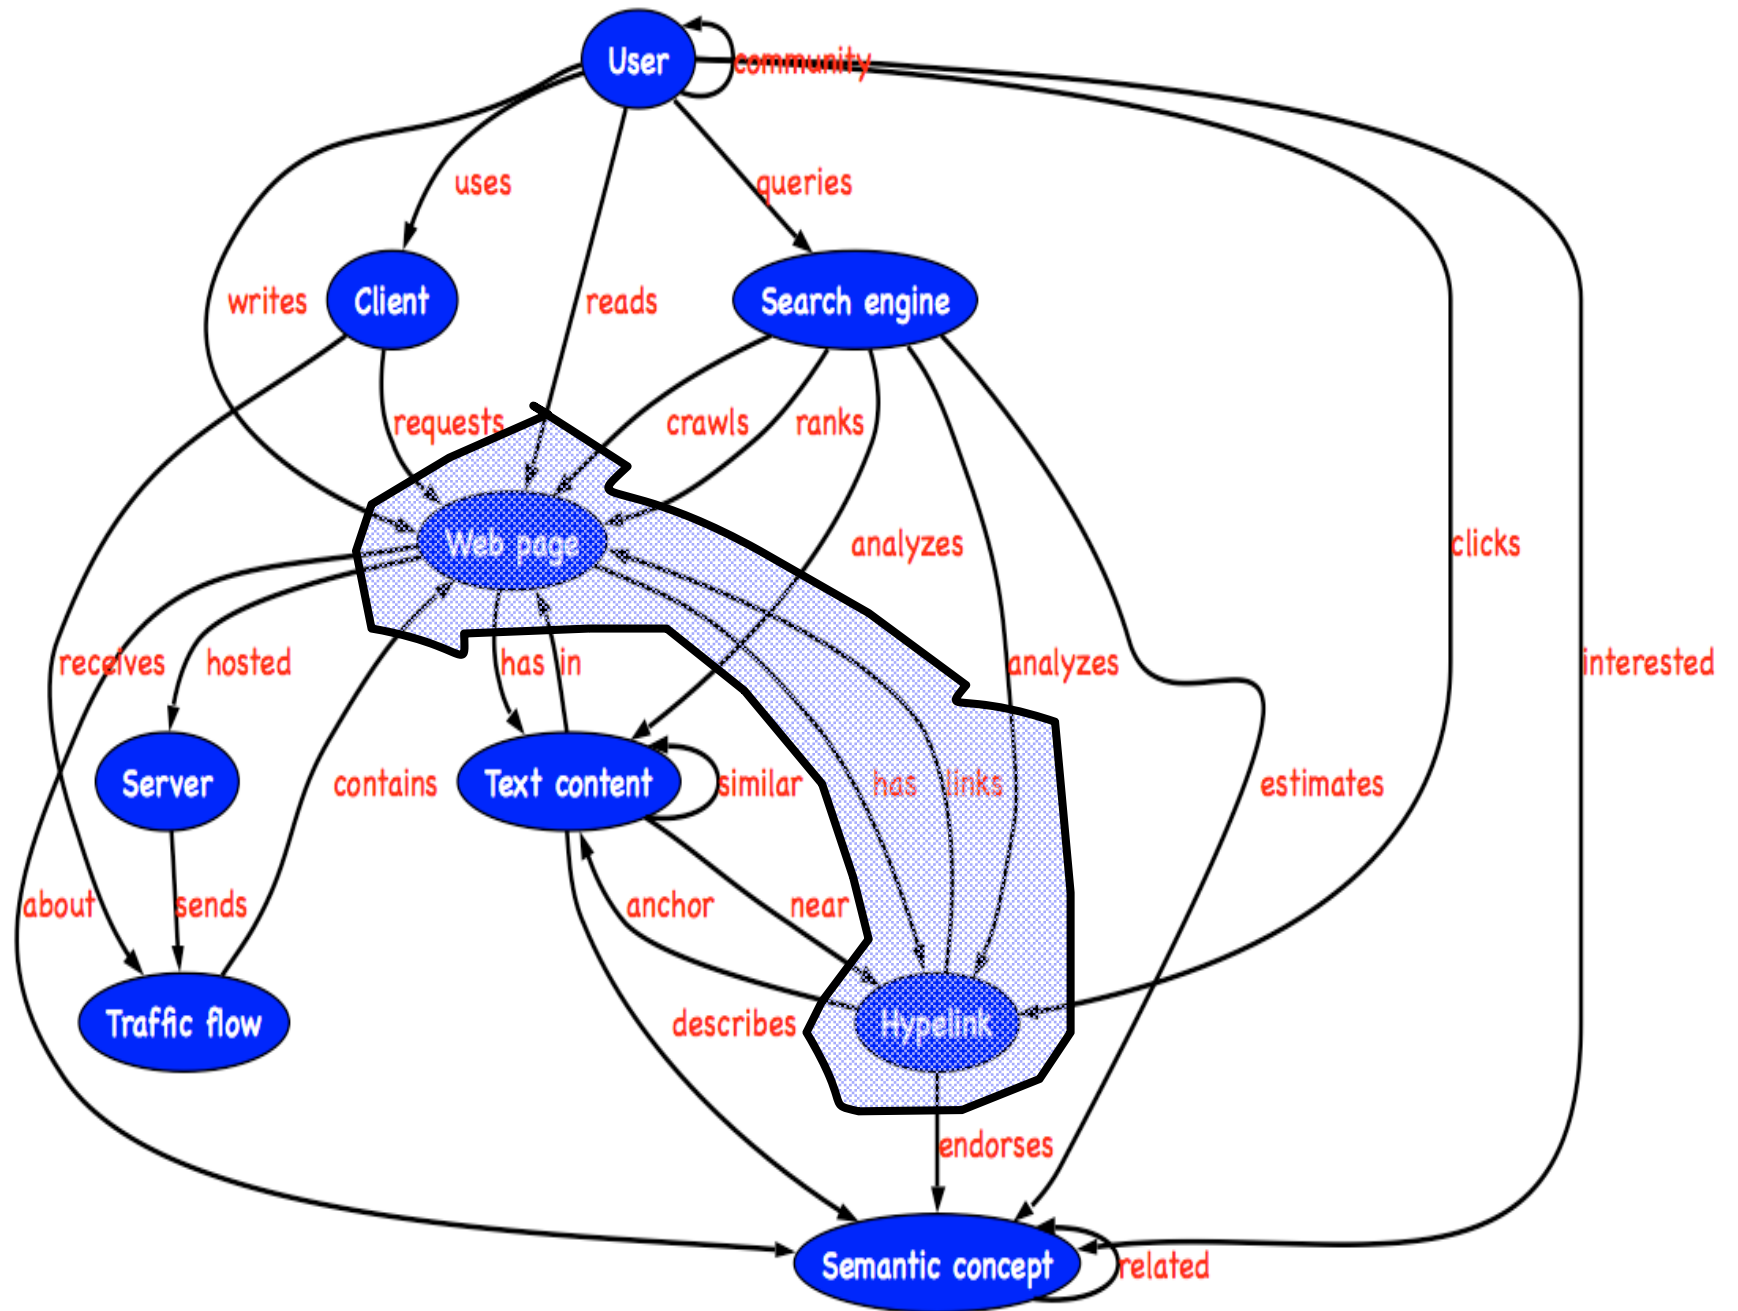 User
community
uses
queries
writes
Client
reads
Search engine
requests
crawls
ranks
Web page
analyzes
clicks
receives
hosted
has
in
analyzes
interested
Server
contains
Text content
similar
has
links
estimates
about
sends
anchor
near
Traffic flow
describes
Hypelink
endorses
Semantic concept
related